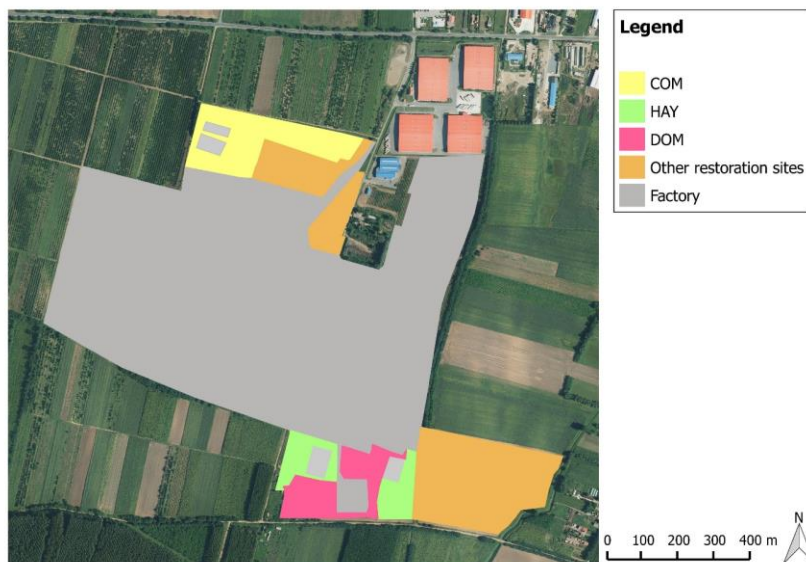 Legend
COM
HAY
DOM
Other restoration sites
Factory
0 100 200 300 400 m
N